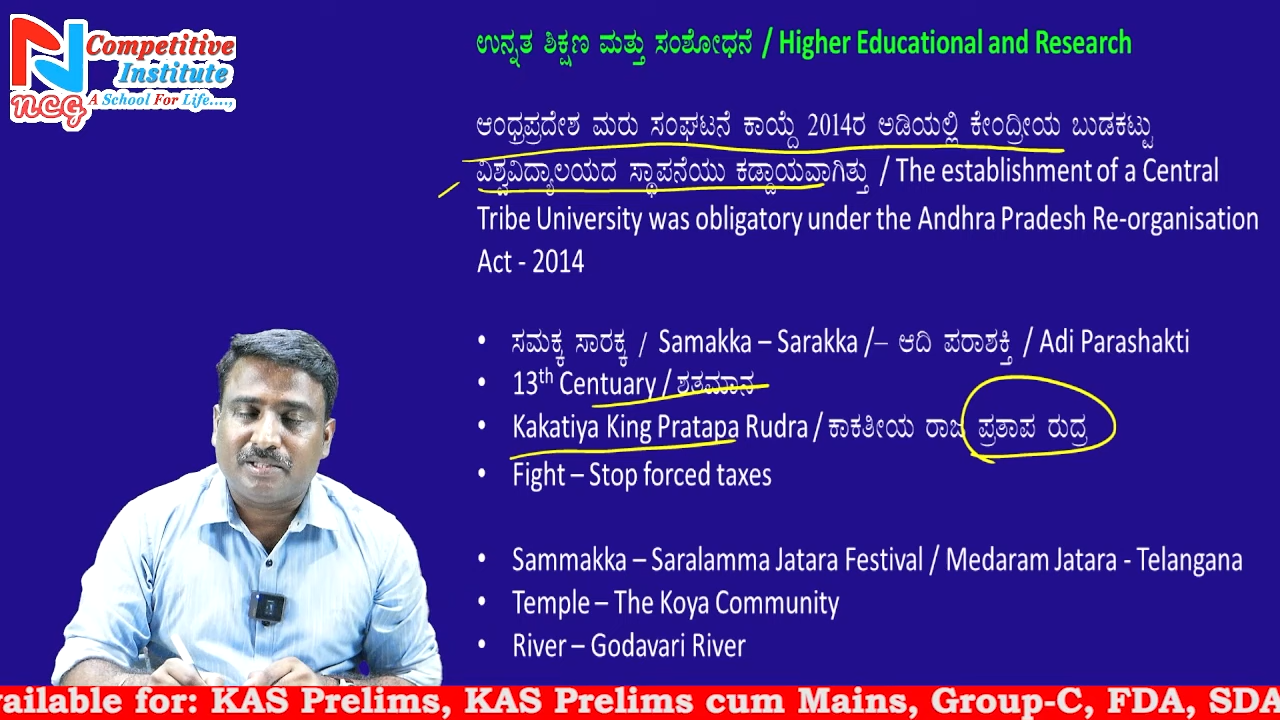 Competitive
Institute
NCG A School For Life....,
ಉನ್ನತ ಶಿಕ್ಷಣ ಮತ್ತು ಸಂಶೋಧನೆ / Higher Educational and Research
ಆಂಧ್ರಪ್ರದೇಶ ಮರು ಸಂಘಟನೆ ಕಾಯ್ದೆ 2014ರ ಅಡಿಯಲ್ಲಿ ಕೇಂದ್ರೀಯ ಬುಡಕಟ್ಟು
ವಿಶ್ವವಿದ್ಯಾಲಯದ ಸ್ಥಾಪನೆಯು ಕಡ್ಡಾಯವಾಗಿತ್ತು / The establishment of a Central
Tribe University was obligatory under the Andhra Pradesh Re-organisation
Act - 2014
• ಸಮಕ್ಕ ಸಾರಕ್ಕ / Samakka – Sarakka /– ಆದಿ ಪರಾಶಕ್ತಿ / Adi Parashakti
• 13th Centuary / ಶತಮಾನ
• Kakatiya King Pratapa Rudra / ಕಾಕತೀಯ ರಾಜ ಪ್ರತಾಪ ರುದ್ರ
• Fight – Stop forced taxes
• Sammakka – Saralamma Jatara Festival / Medaram Jatara - Telangana
• Temple – The Koya Community
• River – Godavari River
vailable for: KAS Prelims, KAS Prelims cum Mains, Group-C, FDA, SDA